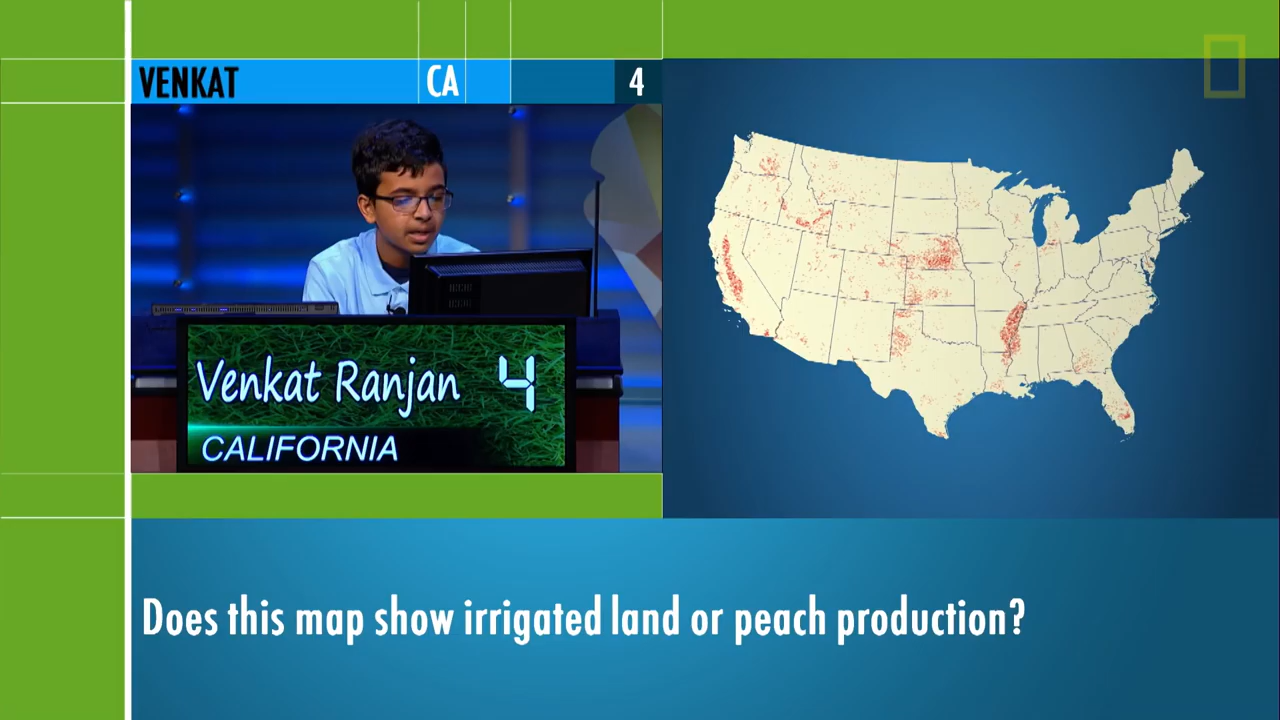 VENKAT CA 4
Venkat Ranjan 4
CALIFORNIA
Does this map show irrigated land or peach production?